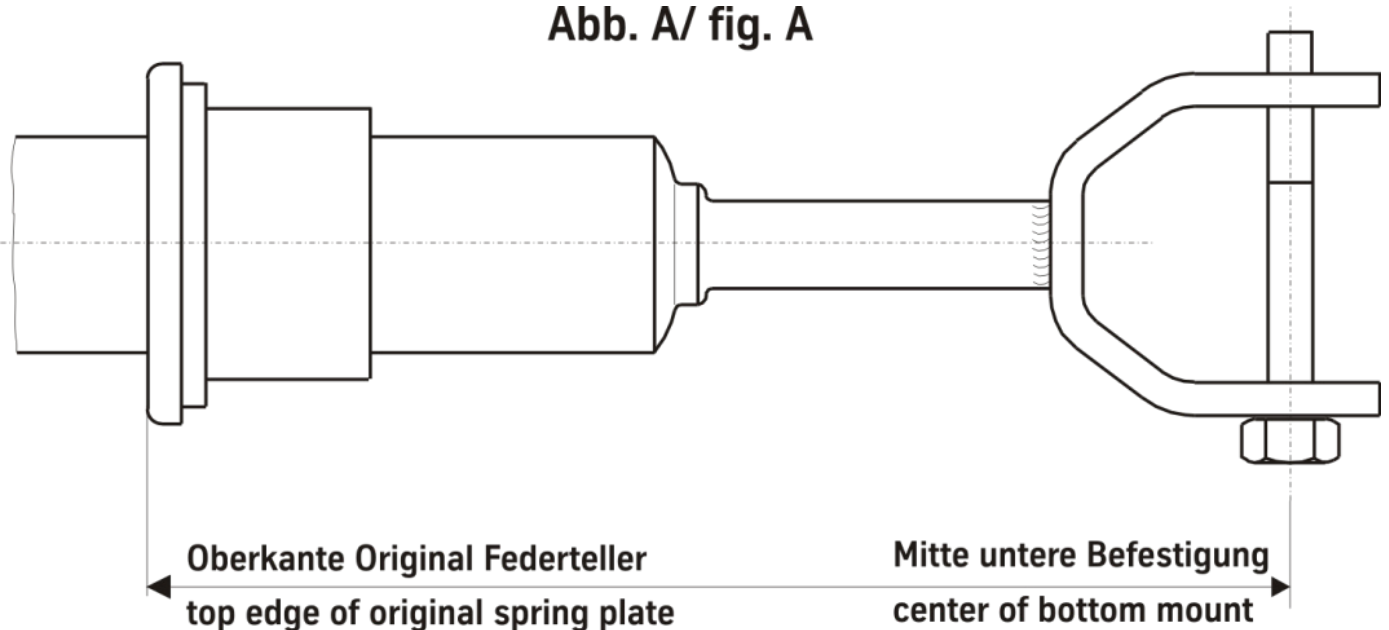 Abb. A/ fig. A
Oberkante Original Federteller
top edge of original spring plate
Mitte untere Befestigung
center of bottom mount